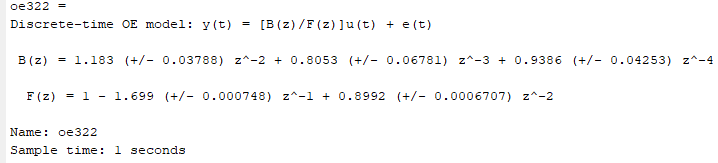 oe322 =
Discrete-time OE model: y(t) = [B(z)/F(z)]u(t) + e(t)
B(z) = 1.183 (+/- 0.03788) z^-2 + 0.8053 (+/- 0.06781) z^-3 + 0.9386 (+/- 0.04253) z^-4
F(z) = 1 - 1.699 (+/- 0.000748) z^-1 + 0.8992 (+/- 0.0006707) z^-2
Name: oe322
Sample time: 1 seconds